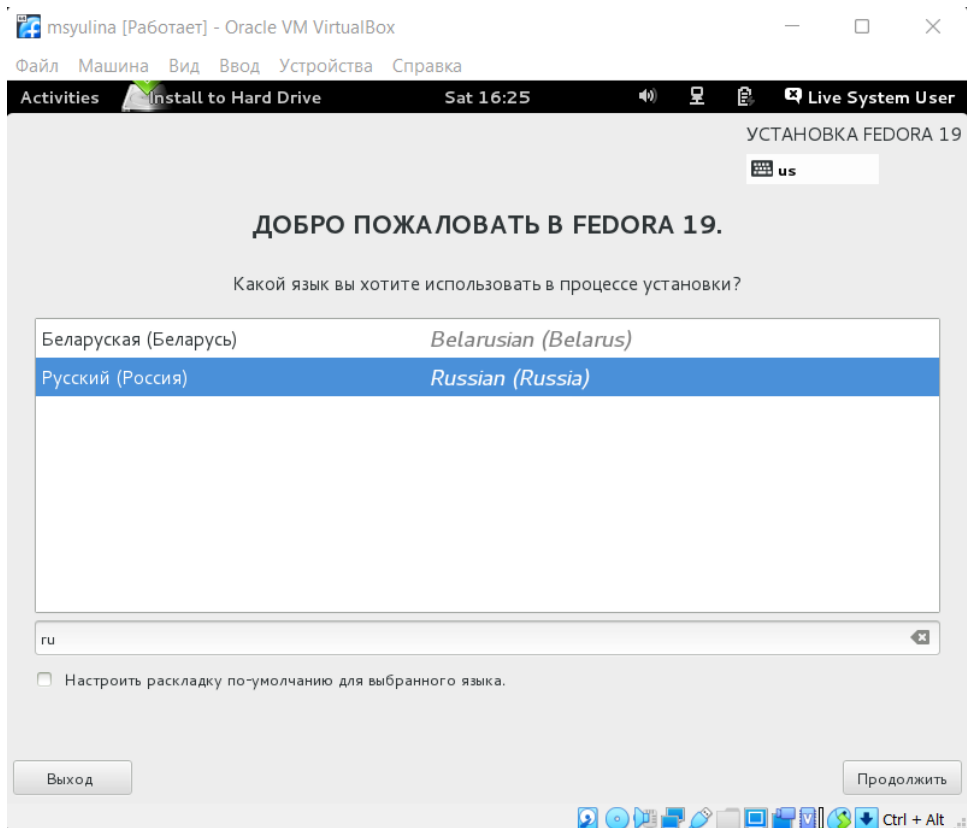 msyulina [Работает] - Oracle VM VirtualBox
Файл Машина Вид Ввод Устройства Справка
Activities Install to Hard Drive Sat 16:25 Live System User
УСТАНОВКА FEDORA 19
us
ДОБРО ПОЖАЛОВАТЬ В FEDORA 19.
Какой язык вы хотите использовать в процессе установки?
Беларуская (Беларусь) Belarusian (Belarus)
Русский (Россия) Russian (Russia)
ru
Настроить раскладку по-умолчанию для выбранного языка.
Выход Продолжить
Ctrl + Alt